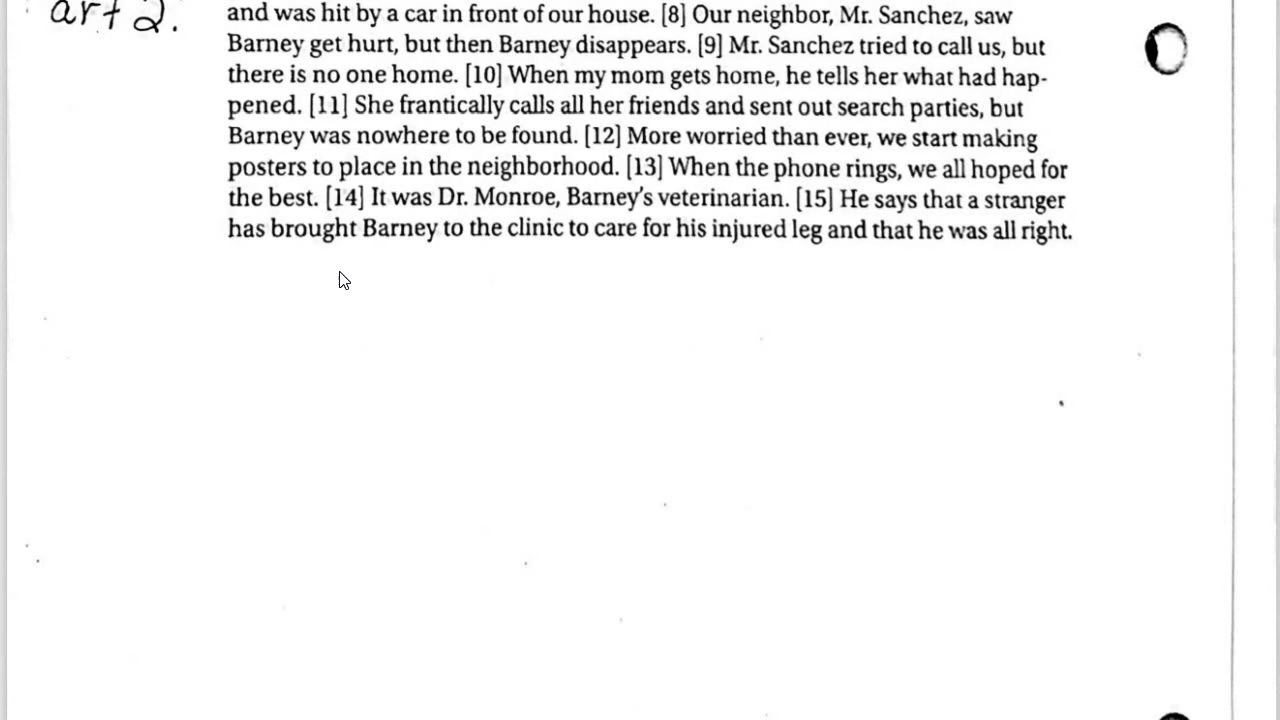 art 2.
and was hit by a car in front of our house. [8] Our neighbor, Mr. Sanchez, saw
Barney get hurt, but then Barney disappears. [9] Mr. Sanchez tried to call us, but
there is no one home. [10] When my mom gets home, he tells her what had hap-
pened. [11] She frantically calls all her friends and sent out search parties, but
Barney was nowhere to be found. [12] More worried than ever, we start making
posters to place in the neighborhood. [13] When the phone rings, we all hoped for
the best. [14] It was Dr. Monroe, Barney's veterinarian. [15] He says that a stranger
has brought Barney to the clinic to care for his injured leg and that he was all right.